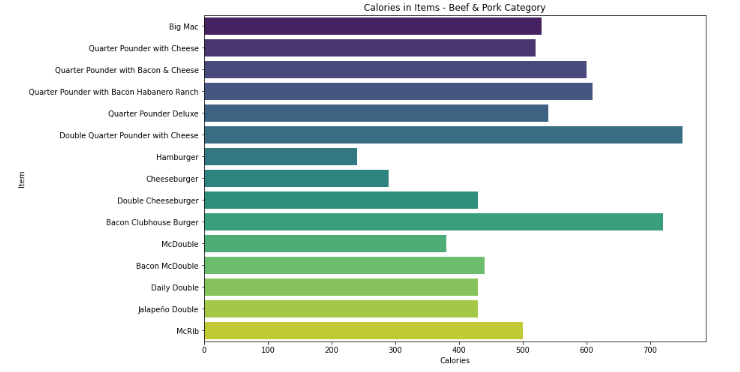 Calories in Items - Beef & Pork Category
Item
Big Mac
Quarter Pounder with Cheese
Quarter Pounder with Bacon & Cheese
Quarter Pounder with Bacon Habanero Ranch
Quarter Pounder Deluxe
Double Quarter Pounder with Cheese
Hamburger
Cheeseburger
Double Cheeseburger
Bacon Clubhouse Burger
McDouble
Bacon McDouble
Daily Double
Jalapeño Double
McRib
0 100 200 300 400 500 600 700
Calories